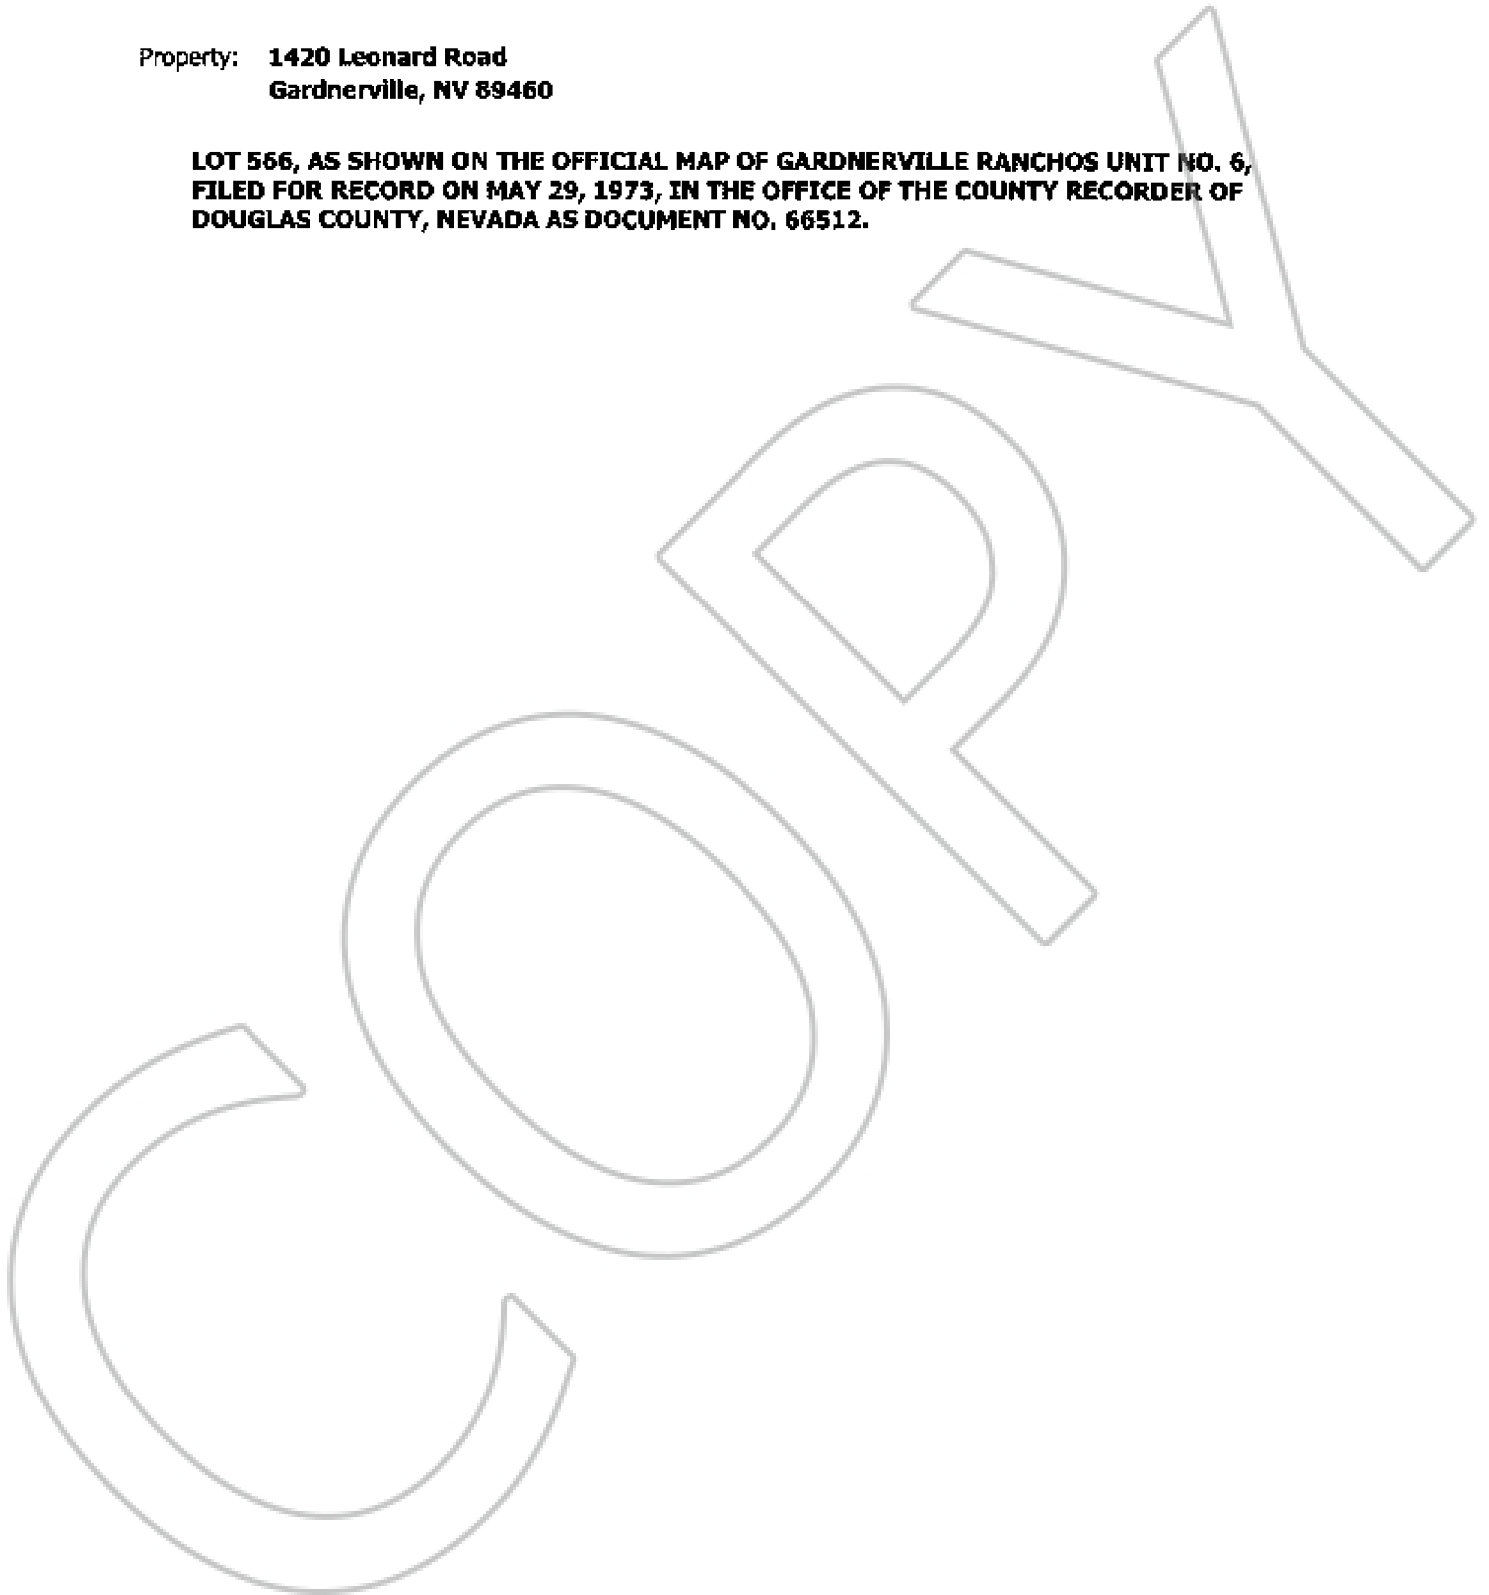 Property: 1420 Leonard Road
Gardnerville, NV 89460
LOT 566, AS SHOWN ON THE OFFICIAL MAP OF GARDNERVILLE RANCHOS UNIT NO. 6,
FILED FOR RECORD ON MAY 29, 1973, IN THE OFFICE OF THE COUNTY RECORDER OF
DOUGLAS COUNTY, NEVADA AS DOCUMENT NO. 66512.
COPY